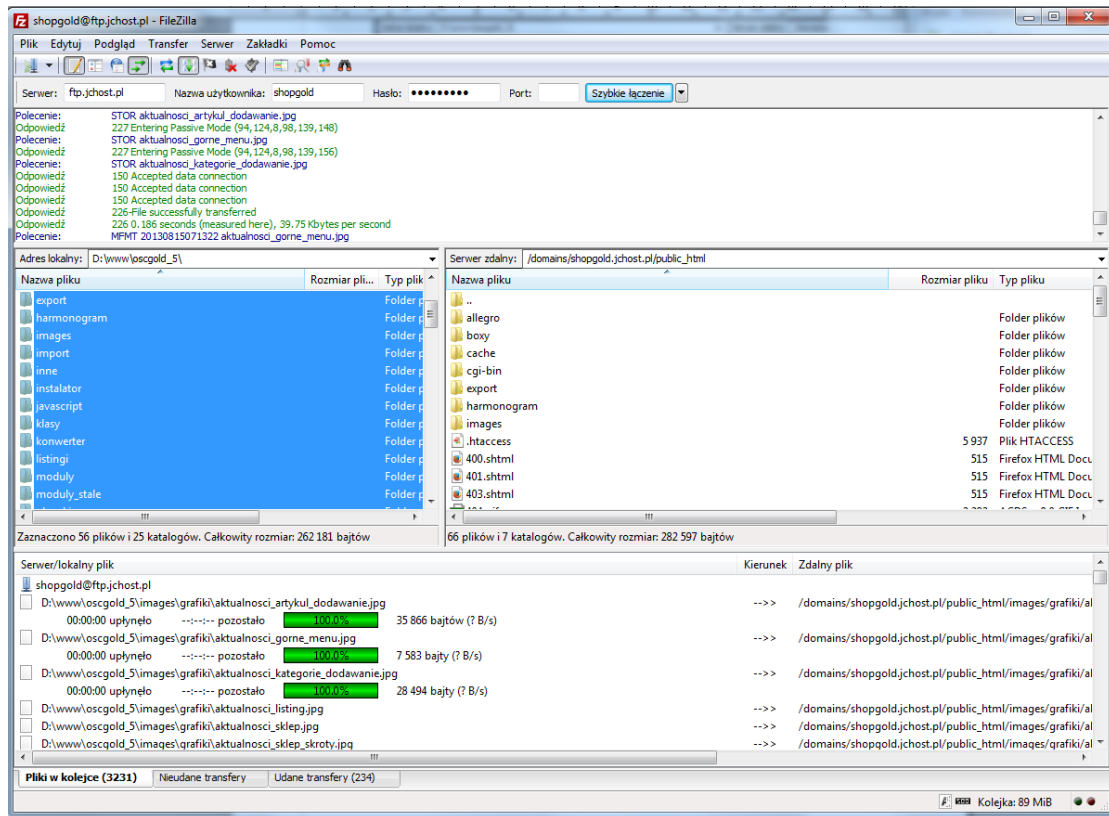 shopgold@ftp.jchost.pl - FileZilla
Plik Edytuj Podgląd Transfer Serwer Zakładki Pomoc
Serwer: ftp.jchost.pl Nazwa użytkownika: shopgold Hasło: ●●●●●●●●● Port: Szybkie łączenie
Polecenie: STOR aktualnosci_artykul_dodawanie.jpg
Odpowiedź 227 Entering Passive Mode (94,124,8,98,139,148)
Polecenie: STOR aktualnosci_gorne_menu.jpg
Odpowiedź 227 Entering Passive Mode (94,124,8,98,139,156)
Polecenie: STOR aktualnosci_kategorie_dodawanie.jpg
Odpowiedź 150 Accepted data connection
Odpowiedź 150 Accepted data connection
Odpowiedź 150 Accepted data connection
Odpowiedź 226-File successfully transferred
Odpowiedź 226 0.186 seconds (measured here), 39.75 Kbytes per second
Polecenie: MFMT 20130815071322 aktualnosci_gorne_menu.jpg
Adres lokalny: D:\www\oscgold_5\ Serwer zdalny: /domains/shopgold.jchost.pl/public_html
Nazwa pliku Rozmiar pli... Typ plik Nazwa pliku Rozmiar pliku Typ pliku
export Folder p ..
harmonogram Folder p allegro Folder plików
images Folder p boxy Folder plików
import Folder p cache Folder plików
inne Folder p cgi-bin Folder plików
instalator Folder p export Folder plików
javascript Folder p harmonogram Folder plików
klasy Folder p images Folder plików
konwerter Folder p .htaccess 5 937 Plik HTACCESS
listingi Folder p 400.shtml 515 Firefox HTML Docu
moduly Folder p 401.shtml 515 Firefox HTML Docu
moduly_stale Folder p 403.shtml 515 Firefox HTML Docu
Zaznaczono 56 plików i 25 katalogów. Całkowity rozmiar: 262 181 bajtów 66 plików i 7 katalogów. Całkowity rozmiar: 282 597 bajtów
Serwer/lokalny plik Kierunek Zdalny plik
shopgold@ftp.jchost.pl
D:\www\oscgold_5\images\grafiki\aktualnosci_artykul_dodawanie.jpg -->> /domains/shopgold.jchost.pl/public_html/images/grafiki/al
00:00:00 upłynęło --:--:-- pozostało 100.0% 35 866 bajtów (? B/s)
D:\www\oscgold_5\images\grafiki\aktualnosci_gorne_menu.jpg -->> /domains/shopgold.jchost.pl/public_html/images/grafiki/al
00:00:00 upłynęło --:--:-- pozostało 100.0% 7 583 bajty (? B/s)
D:\www\oscgold_5\images\grafiki\aktualnosci_kategorie_dodawanie.jpg -->> /domains/shopgold.jchost.pl/public_html/images/grafiki/al
00:00:00 upłynęło --:--:-- pozostało 100.0% 28 494 bajty (? B/s)
D:\www\oscgold_5\images\grafiki\aktualnosci_listing.jpg -->> /domains/shopgold.jchost.pl/public_html/images/grafiki/al
D:\www\oscgold_5\images\grafiki\aktualnosci_sklep.jpg -->> /domains/shopgold.jchost.pl/public_html/images/grafiki/al
D:\www\oscgold_5\images\grafiki\aktualnosci_sklep_skroty.jpg -->> /domains/shopgold.jchost.pl/public_html/images/grafiki/al
Pliki w kolejce (3231) Nieudane transfery Udane transfery (234)
Kolejka: 89 MiB